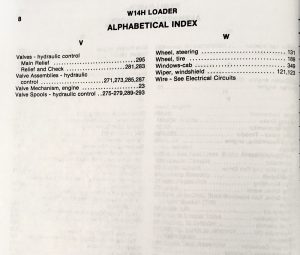 8
W14H LOADER
ALPHABETICAL INDEX
V
Valves - hydraulic control
Main Relief . . . . . . . . . . . . . . . . . . . . . . 295
Relief and Check . . . . . . . . . . . . . . . . . 281,283
Valve Assemblies - hydraulic
control . . . . . . . . . . . . . . . . . 271,273,285,287
Valve Mechanism, engine . . . . . . . . . . . . . . . 23
Valve Spools - hydraulic control . . 275-279,289-293
W
Wheel, steering . . . . . . . . . . . . . . . . . . . . . . 131
Wheel, tire . . . . . . . . . . . . . . . . . . . . . . . .
Windows-cab . . . . . . . . . . . . . . . . . . . . . . . 349
Wiper, windshield . . . . . . . . . . . . . . . . . 121,123
Wire - See Electrical Circuits